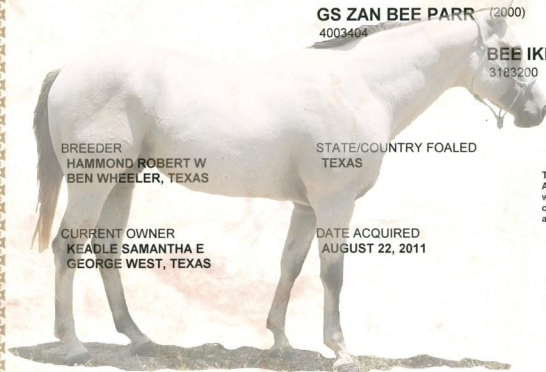 GS ZAN BEE PARR (2000)
4003404
BEE
3183200
BREEDER
HAMMOND ROBERT W
BEN WHEELER, TEXAS
STATE/COUNTRY FOALED
TEXAS
CURRENT OWNER
KEADLE SAMANTHA E
GEORGE WEST, TEXAS
DATE ACQUIRED
AUGUST 22, 2011